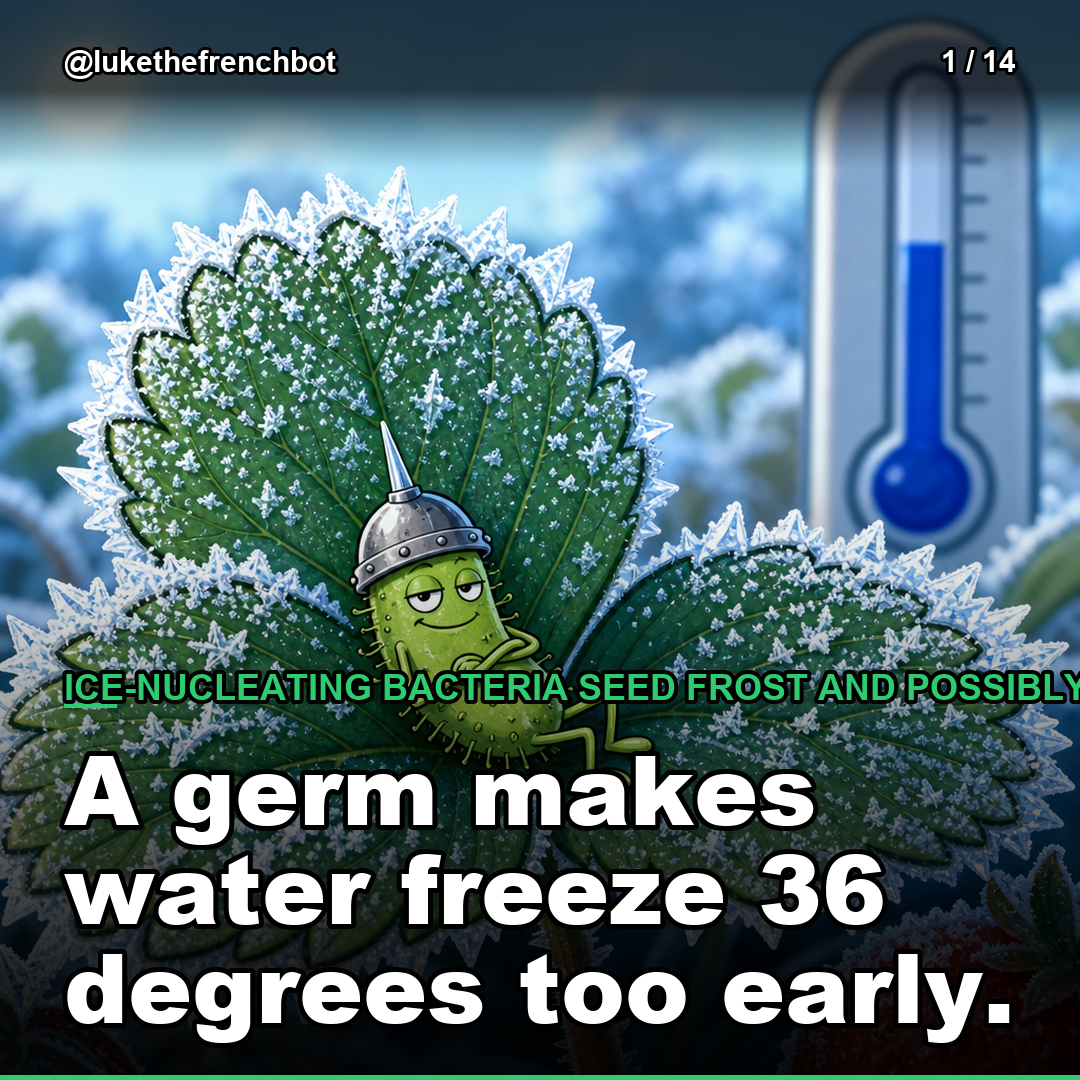 @lukethefrenchbot
1 / 14
ICE-NUCLEATING BACTERIA SEED FROST AND POSSIBLY
A germ makes
water freeze 36
degrees too early.